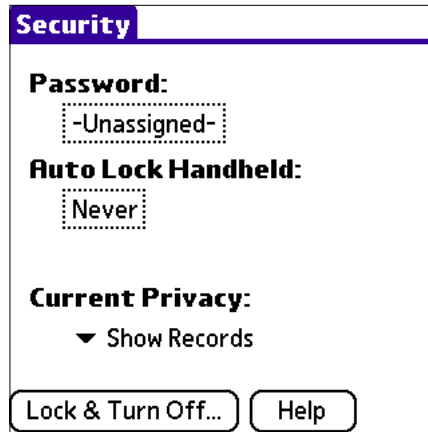 Security
Password:
-Unassigned-
Auto Lock Handheld:
Never
Current Privacy:
Show Records
Lock & Turn Off... Help